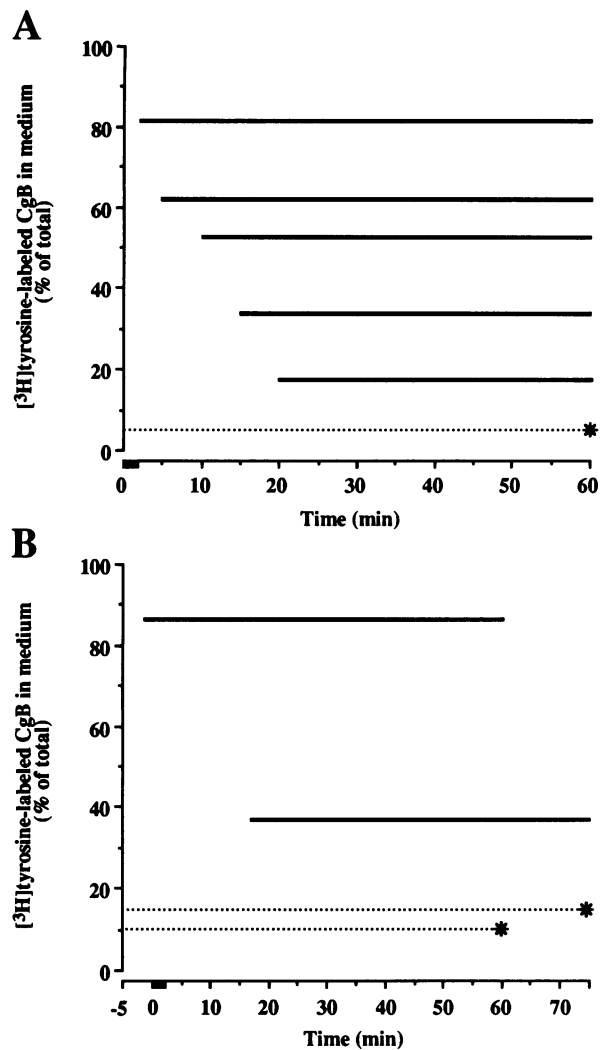 A
[³H]tyrosine-labeled CgB in medium
(% of total)
100
80
60
40
20
0
0 10 20 30 40 50 60
Time (min)
B
[³H]tyrosine-labeled CgB in medium
(% of total)
100
80
60
40
20
0
-5 0 10 20 30 40 50 60 70
Time (min)